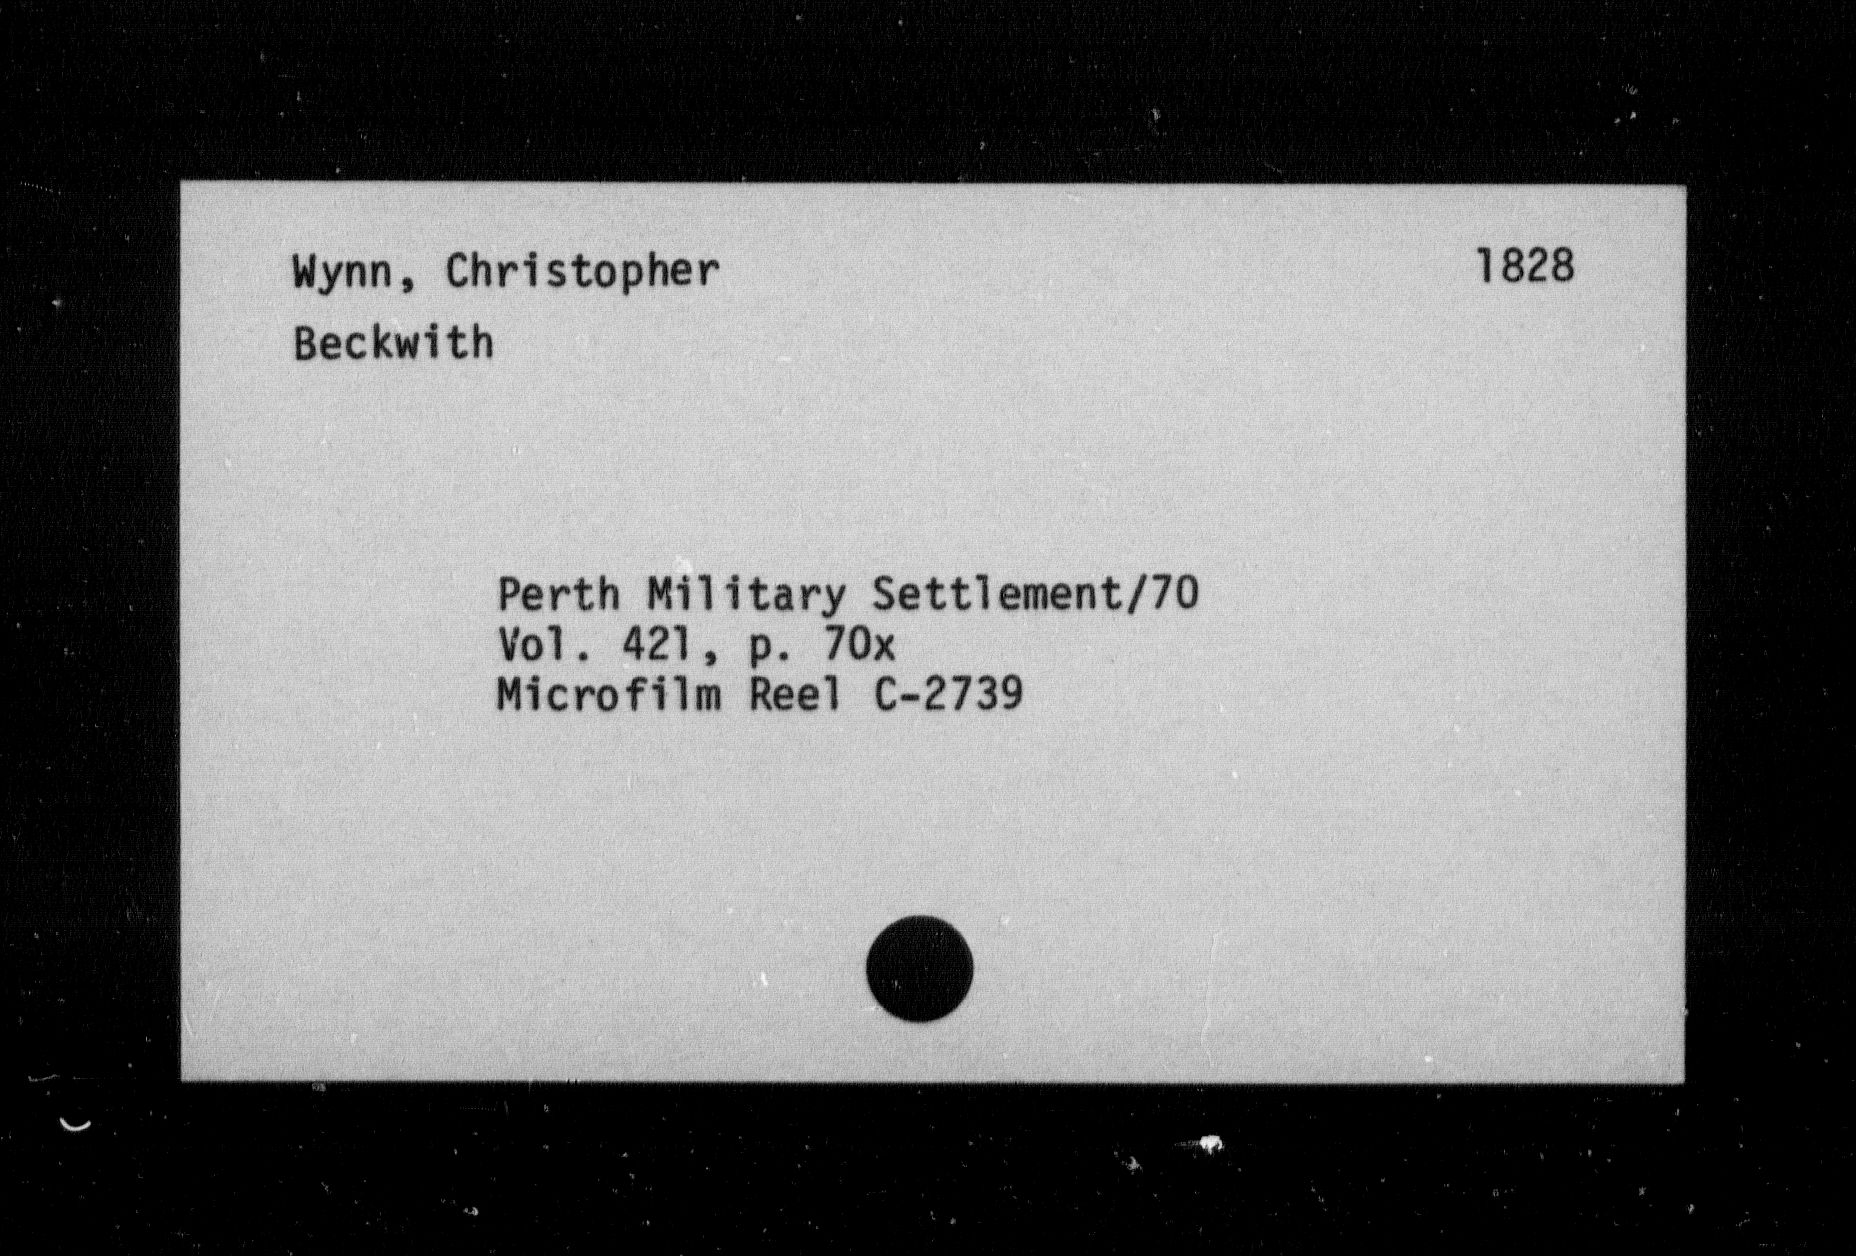 Wynn, Christopher 1828
Beckwith
Perth Military Settlement/70
Vol. 421, p. 70x
Microfilm Reel C-2739